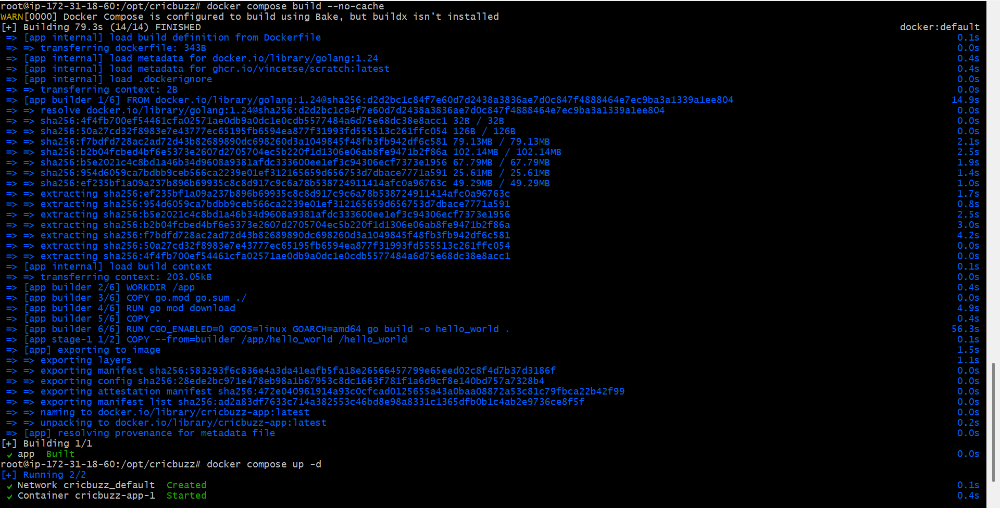 root@ip-172-31-18-60:/opt/cricbuzz# docker compose build --no-cache
WARN[0000] Docker Compose is configured to build using Bake, but buildx isn't installed
[+] Building 79.3s (14/14) FINISHED docker:default
=> [app internal] load build definition from Dockerfile 0.1s
=> => transferring dockerfile: 343B 0.0s
=> [app internal] load metadata for docker.io/library/golang:1.24 0.4s
=> [app internal] load metadata for ghcr.io/vincetse/scratch:latest 0.4s
=> [app internal] load .dockerignore 0.0s
=> => transferring context: 2B 0.0s
=> [app builder 1/6] FROM docker.io/library/golang:1.24@sha256:d2d2bc1c84f7e60d7d2438a3836ae7d0c847f4888464e7ec9ba3a1339a1ee804 14.9s
=> => resolve docker.io/library/golang:1.24@sha256:d2d2bc1c84f7e60d7d2438a3836ae7d0c847f4888464e7ec9ba3a1339a1ee804 0.0s
=> => sha256:4f4fb700ef54461cfa02571ae0db9a0dc1e0cdb5577484a6d75e68dc38e8acc1 32B / 32B 0.0s
=> => sha256:50a27cd32f8983e7e43777ec65195fb6594ea877f31993fd555513c261ffc054 126B / 126B 0.0s
=> => sha256:f7bdfd728ac2ad72d43b82689890dc698260d3a1049845f48fb3fb942df6c581 79.13MB / 79.13MB 2.1s
=> => sha256:b2b04fcbed4bf6e5373e2607d2705704ec5b220f1d1306e06ab8fe9471b2f86a 102.14MB / 102.14MB 2.5s
=> => sha256:b5e2021c4c8bd1a46b34d9608a9381afdc333600ee1ef3c94306ecf7373e1956 67.79MB / 67.79MB 1.9s
=> => sha256:954d6059ca7bdbb9ceb566ca2239e01ef312165659d656753d7dbace7771a591 25.61MB / 25.61MB 1.4s
=> => sha256:ef235bf1a09a237b896b69935c8c8d917c9c6a78b538724911414afc0a96763c 49.29MB / 49.29MB 1.0s
=> => extracting sha256:ef235bf1a09a237b896b69935c8c8d917c9c6a78b538724911414afc0a96763c 1.7s
=> => extracting sha256:954d6059ca7bdbb9ceb566ca2239e01ef312165659d656753d7dbace7771a591 0.8s
=> => extracting sha256:b5e2021c4c8bd1a46b34d9608a9381afdc333600ee1ef3c94306ecf7373e1956 2.5s
=> => extracting sha256:b2b04fcbed4bf6e5373e2607d2705704ec5b220f1d1306e06ab8fe9471b2f86a 3.0s
=> => extracting sha256:f7bdfd728ac2ad72d43b82689890dc698260d3a1049845f48fb3fb942df6c581 4.2s
=> => extracting sha256:50a27cd32f8983e7e43777ec65195fb6594ea877f31993fd555513c261ffc054 0.0s
=> => extracting sha256:4f4fb700ef54461cfa02571ae0db9a0dc1e0cdb5577484a6d75e68dc38e8acc1 0.0s
=> [app internal] load build context 0.1s
=> => transferring context: 203.05kB 0.0s
=> [app builder 2/6] WORKDIR /app 0.4s
=> [app builder 3/6] COPY go.mod go.sum ./ 0.0s
=> [app builder 4/6] RUN go mod download 4.9s
=> [app builder 5/6] COPY . . 0.4s
=> [app builder 6/6] RUN CGO_ENABLED=0 GOOS=linux GOARCH=amd64 go build -o hello_world . 56.3s
=> [app stage-1 1/2] COPY --from=builder /app/hello_world /hello_world 0.1s
=> [app] exporting to image 1.5s
=> => exporting layers 1.1s
=> => exporting manifest sha256:583293f6c836e4a3da41eafb5fa18e26566457799e65eed02c8f4d7b37d3186f 0.0s
=> => exporting config sha256:28ede2bc971e478eb98a1b67953c8dc1663f781f1a6d9cf8e140bd757a7328b4 0.0s
=> => exporting attestation manifest sha256:472e040961914a93c0cfcad0125655a43a0baa08872a53c81c79fbca22b42f99 0.0s
=> => exporting manifest list sha256:ad2a83df7633c714a382553c46bd8e98a8331c1365dfb0b1c4ab2e9736ce8f5f 0.0s
=> => naming to docker.io/library/cricbuzz-app:latest 0.0s
=> => unpacking to docker.io/library/cricbuzz-app:latest 0.2s
=> [app] resolving provenance for metadata file 0.0s
[+] Building 1/1
✔ app Built 0.0s
root@ip-172-31-18-60:/opt/cricbuzz# docker compose up -d
[+] Running 2/2
✔ Network cricbuzz_default Created 0.1s
✔ Container cricbuzz-app-1 Started 0.4s